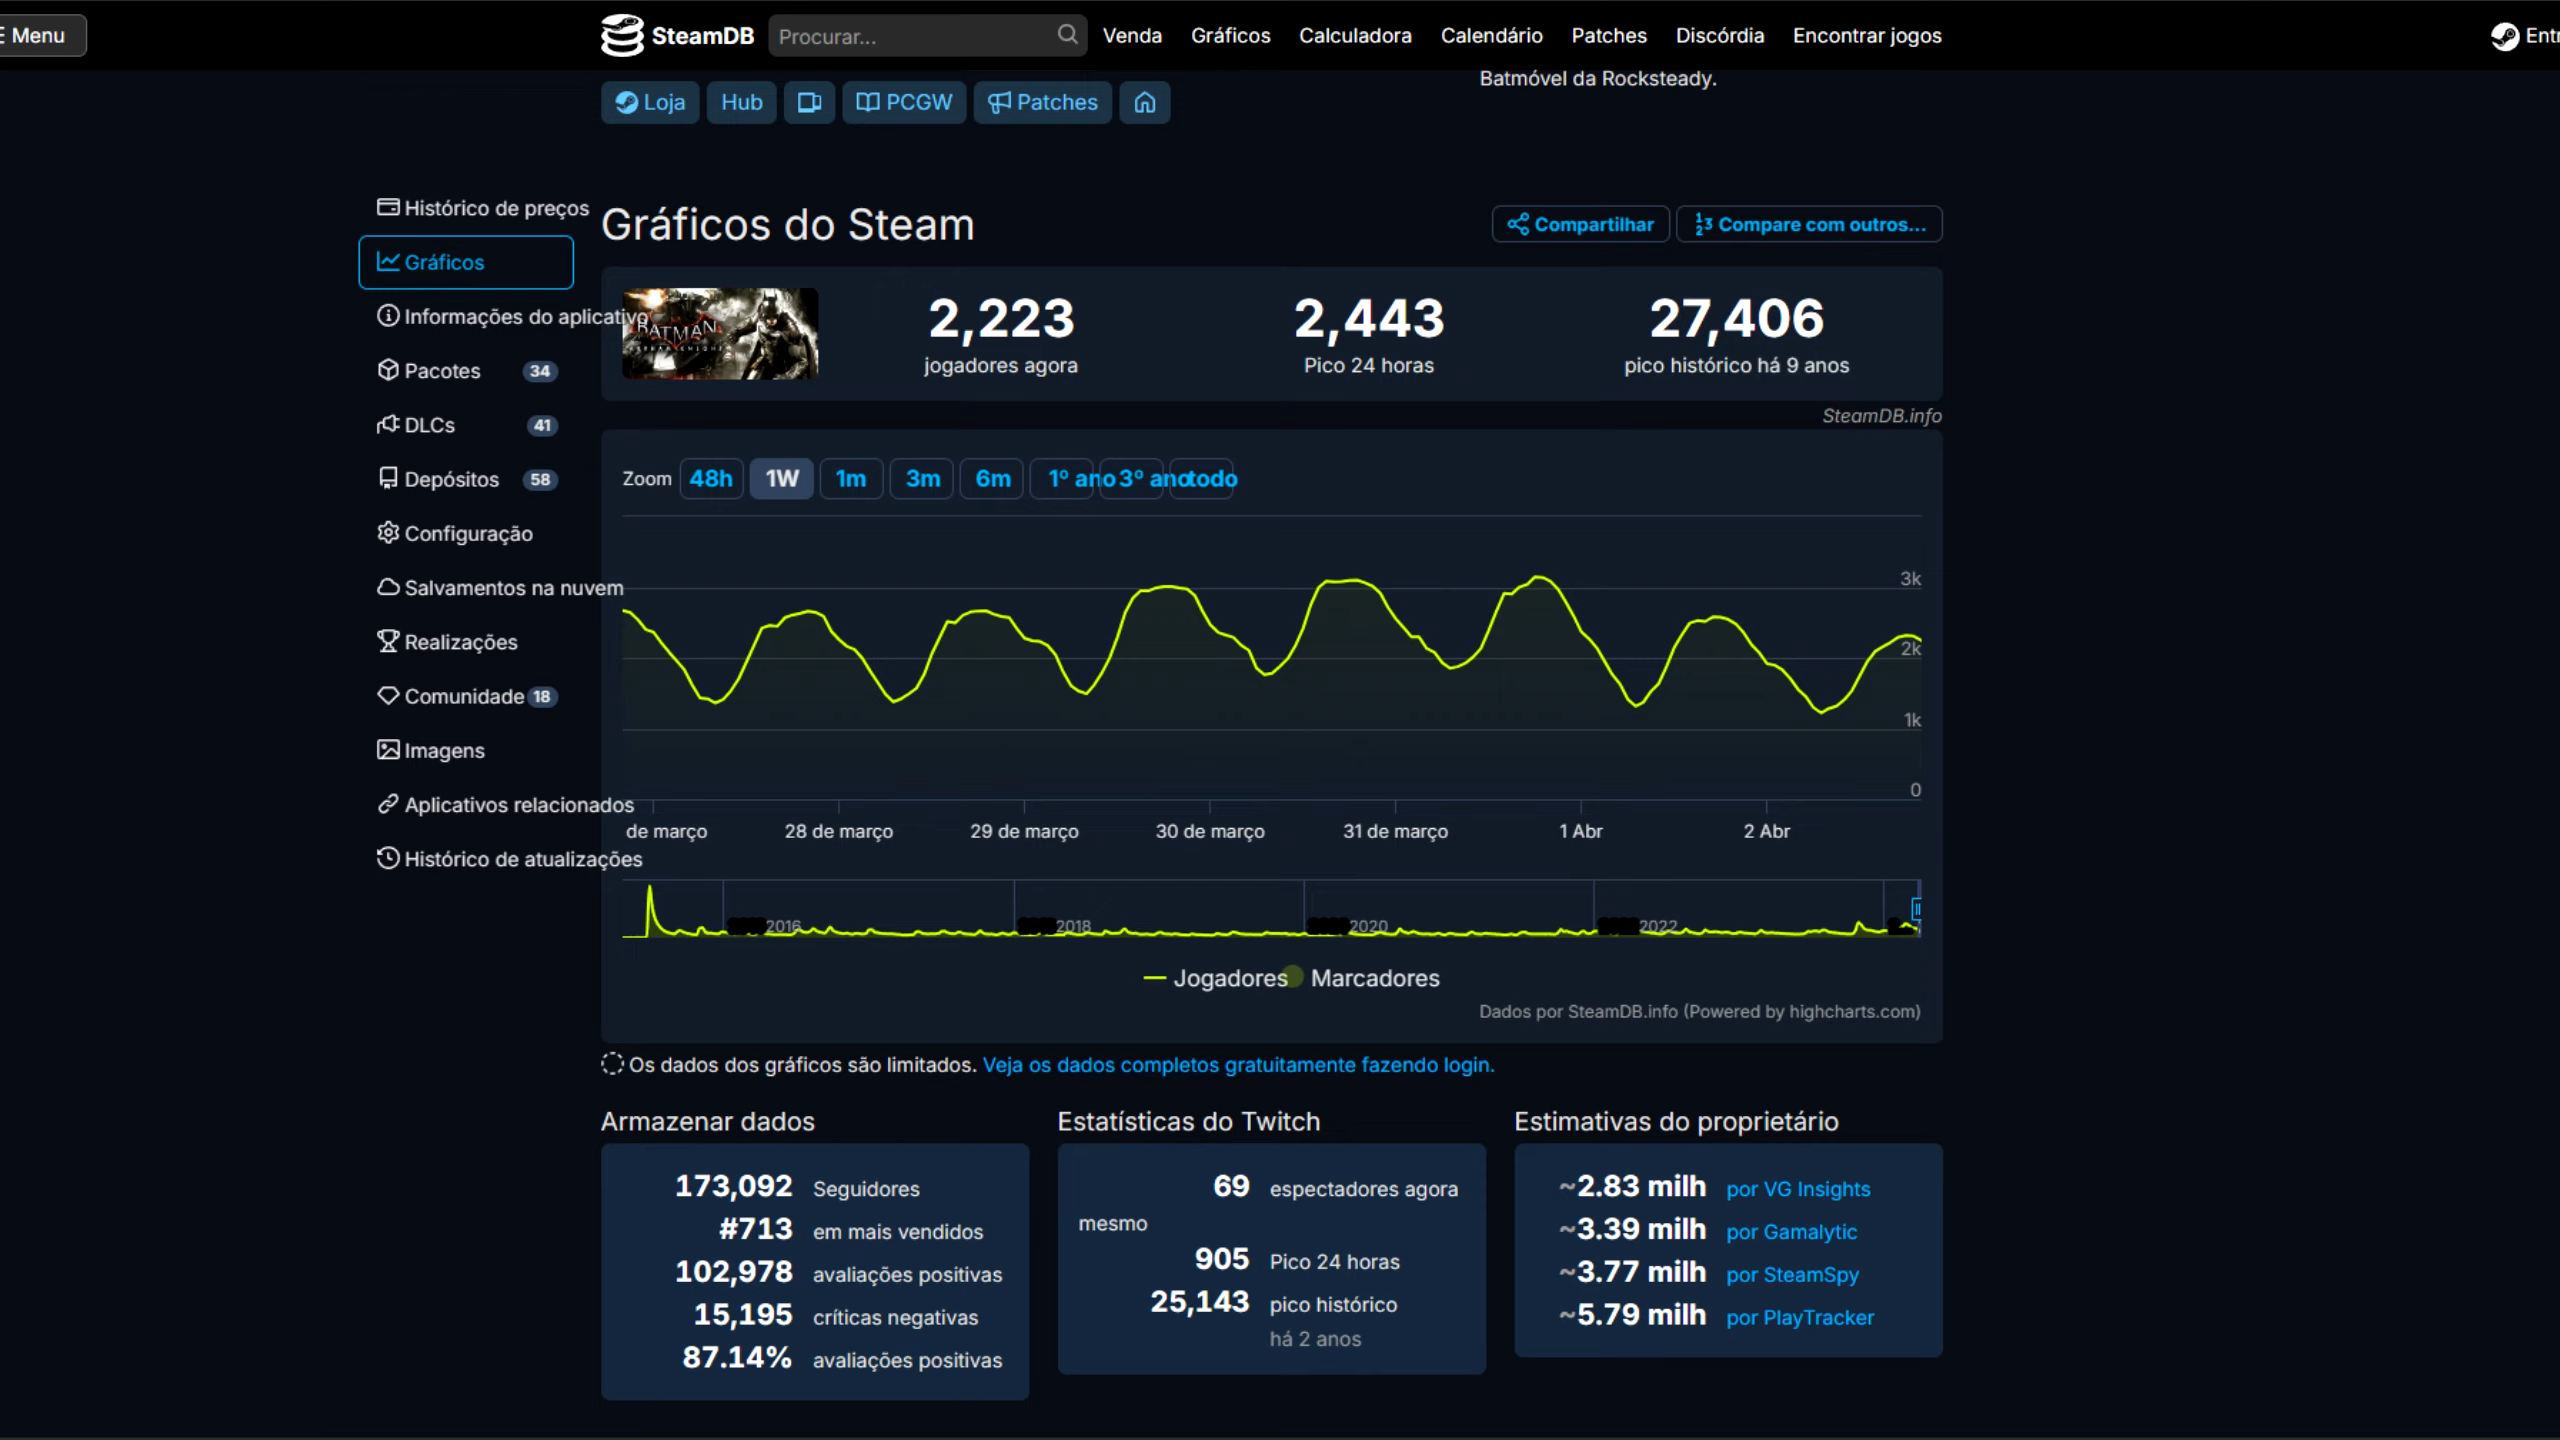 Menu
SteamDB
Procurar...
Venda
Gráficos
Calculadora
Calendário
Patches
Discórdia
Encontrar jogos
Batmóvel da Rocksteady.
Loja
Hub
PCGW
Patches
Histórico de preços
Gráficos
Informações do aplicativo
Pacotes 34
DLCs 41
Depósitos 58
Configuração
Salvamentos na nuvem
Realizações
Comunidade 18
Imagens
Aplicativos relacionados
Histórico de atualizações
Gráficos do Steam
Compartilhar
Compare com outros...
BATMAN
2,223
jogadores agora
2,443
Pico 24 horas
27,406
pico histórico há 9 anos
SteamDB.info
Zoom 48h 1W 1m 3m 6m 1º ano 3º ano todo
3k
2k
1k
0
de março 28 de março 29 de março 30 de março 31 de março 1 Abr 2 Abr
2016 2018 2020 2022
Jogadores Marcadores
Dados por SteamDB.info (Powered by highcharts.com)
Os dados dos gráficos são limitados. Veja os dados completos gratuitamente fazendo login.
Armazenar dados
173,092 Seguidores
#713 em mais vendidos
102,978 avaliações positivas
15,195 críticas negativas
87.14% avaliações positivas
Estatísticas do Twitch
69 espectadores agora
mesmo
905 Pico 24 horas
25,143 pico histórico
há 2 anos
Estimativas do proprietário
~2.83 milh por VG Insights
~3.39 milh por Gamalytic
~3.77 milh por SteamSpy
~5.79 milh por PlayTracker